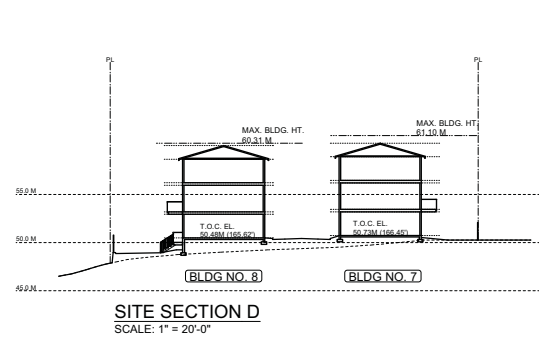 PL
PL
MAX. BLDG. HT.
60.31 M
MAX. BLDG. HT.
61.10 M
55.0 M
T.O.C. EL.
50.48M (165.62')
T.O.C. EL.
50.73M (166.45')
50.0 M
BLDG NO. 8
BLDG NO. 7
45.0 M
SITE SECTION D
SCALE: 1" = 20'-0"